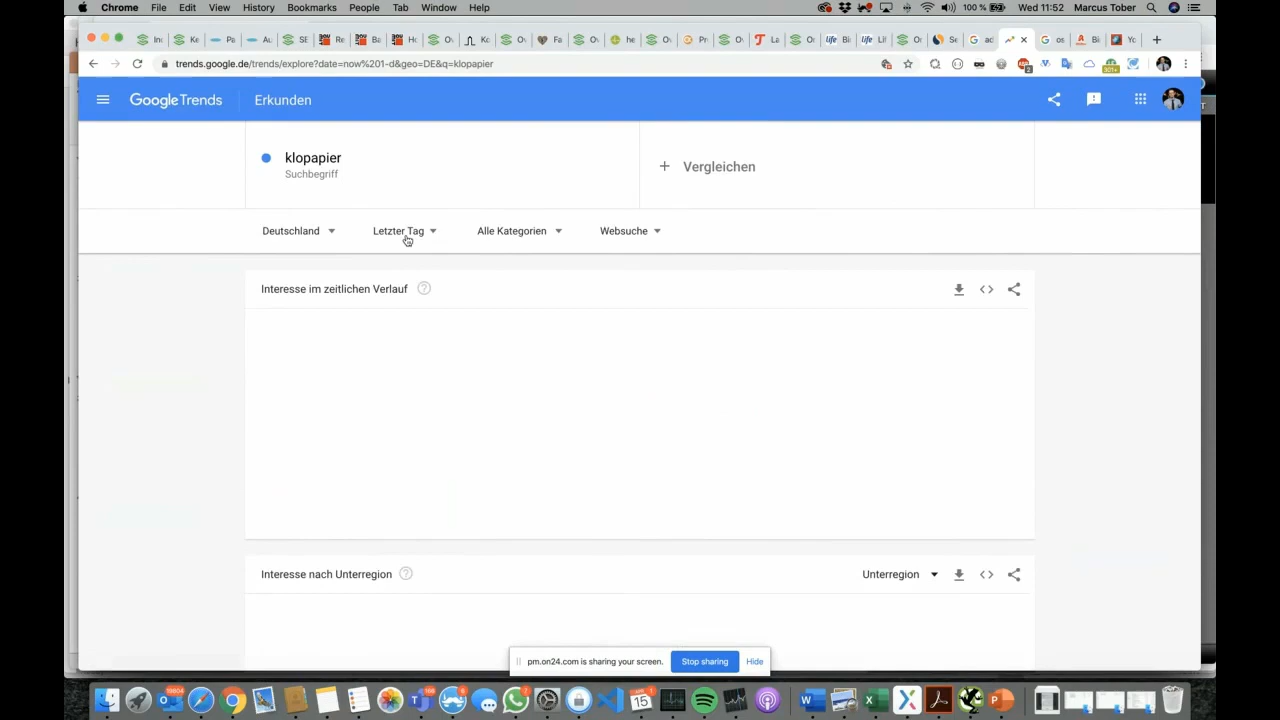 Chrome File Edit View History Bookmarks People Tab Window Help 100 % Wed 11:52 Marcus Tober
trends.google.de/trends/explore?date=now%201-d&geo=DE&q=klopapier
Google Trends Erkunden
klopapier
Suchbegriff
+ Vergleichen
Deutschland Letzter Tag Alle Kategorien Websuche
Interesse im zeitlichen Verlauf
Interesse nach Unterregion Unterregion
pm.on24.com is sharing your screen. Stop sharing Hide